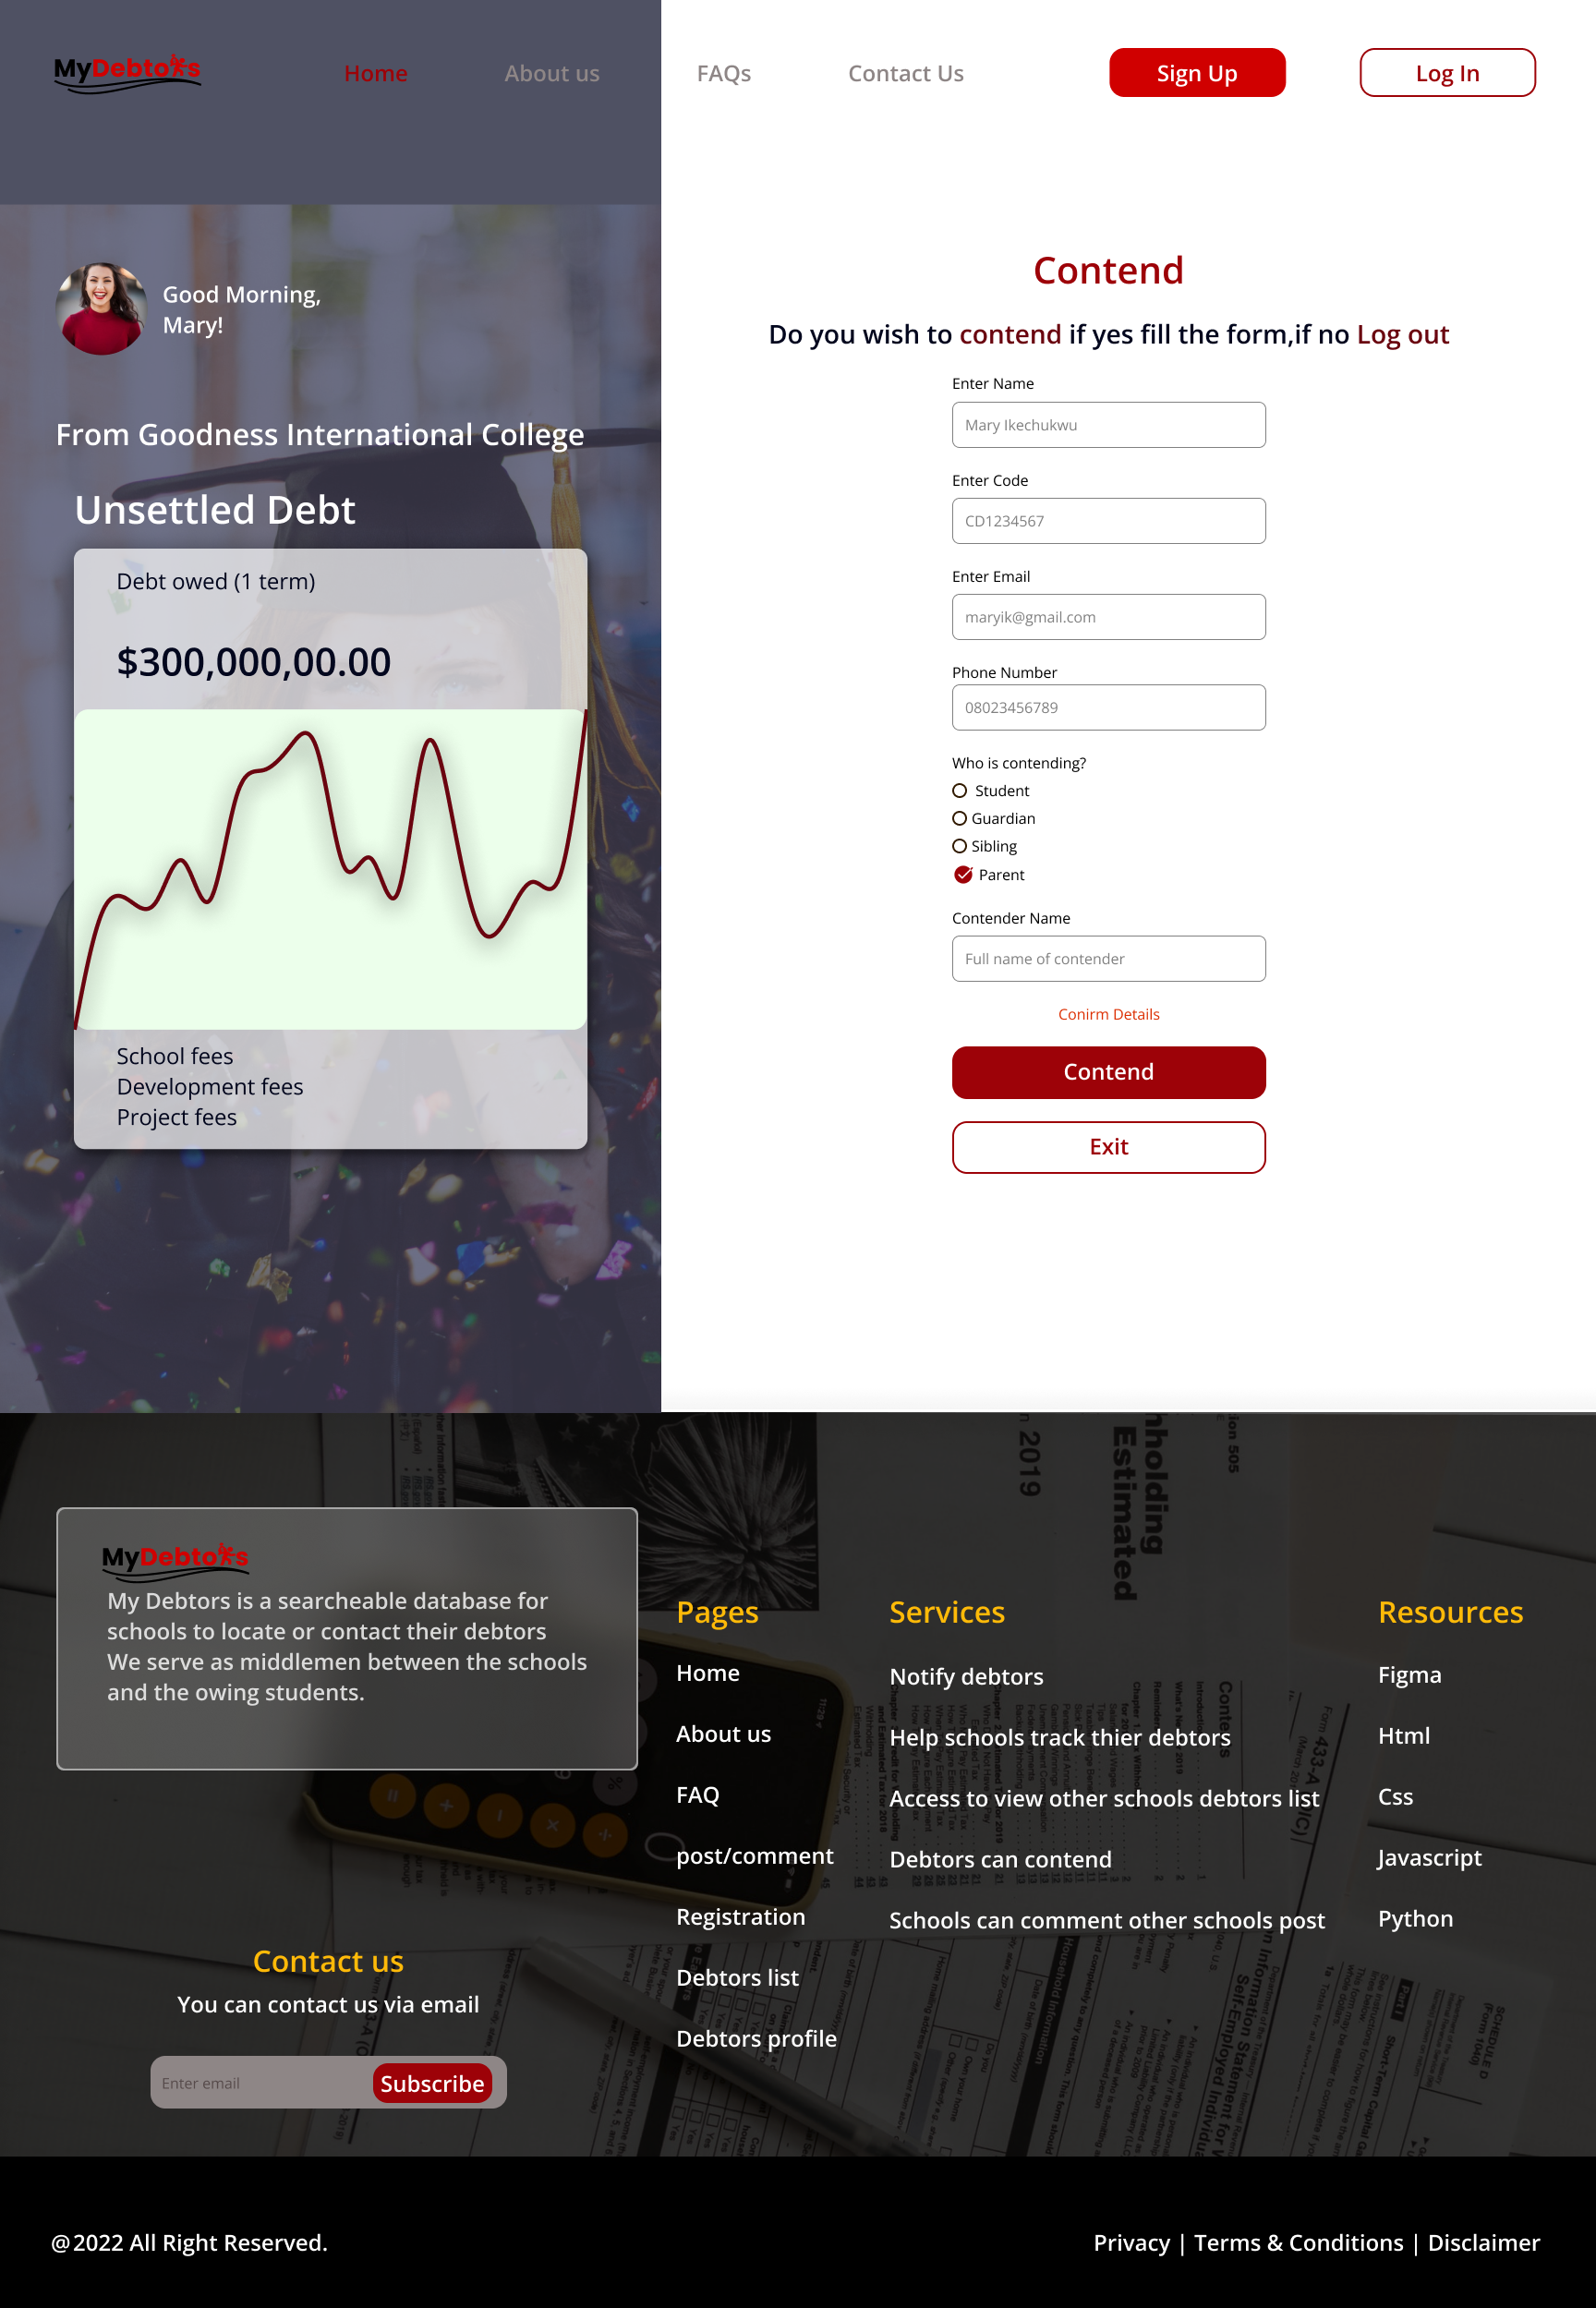 MyDebtors
Home
About us
FAQs
Contact Us
Sign Up
Log In
Good Morning,
Mary!
From Goodness International College
Unsettled Debt
Debt owed (1 term)
$300,000,00.00
School fees
Development fees
Project fees
Contend
Do you wish to contend if yes fill the form,if no Log out
Enter Name
Mary Ikechukwu
Enter Code
CD1234567
Enter Email
maryik@gmail.com
Phone Number
08023456789
Who is contending?
Student
Guardian
Sibling
Parent
Contender Name
Full name of contender
Conirm Details
Contend
Exit
MyDebtors
My Debtors is a searcheable database for
schools to locate or contact their debtors
We serve as middlemen between the schools
and the owing students.
Contact us
You can contact us via email
Enter email
Subscribe
Pages
Home
About us
FAQ
post/comment
Registration
Debtors list
Debtors profile
Services
Notify debtors
Help schools track thier debtors
Access to view other schools debtors list
Debtors can contend
Schools can comment other schools post
Resources
Figma
Html
Css
Javascript
Python
n 2019
hholding
Estimated
ion 505
@2022 All Right Reserved.
Privacy | Terms & Conditions | Disclaimer